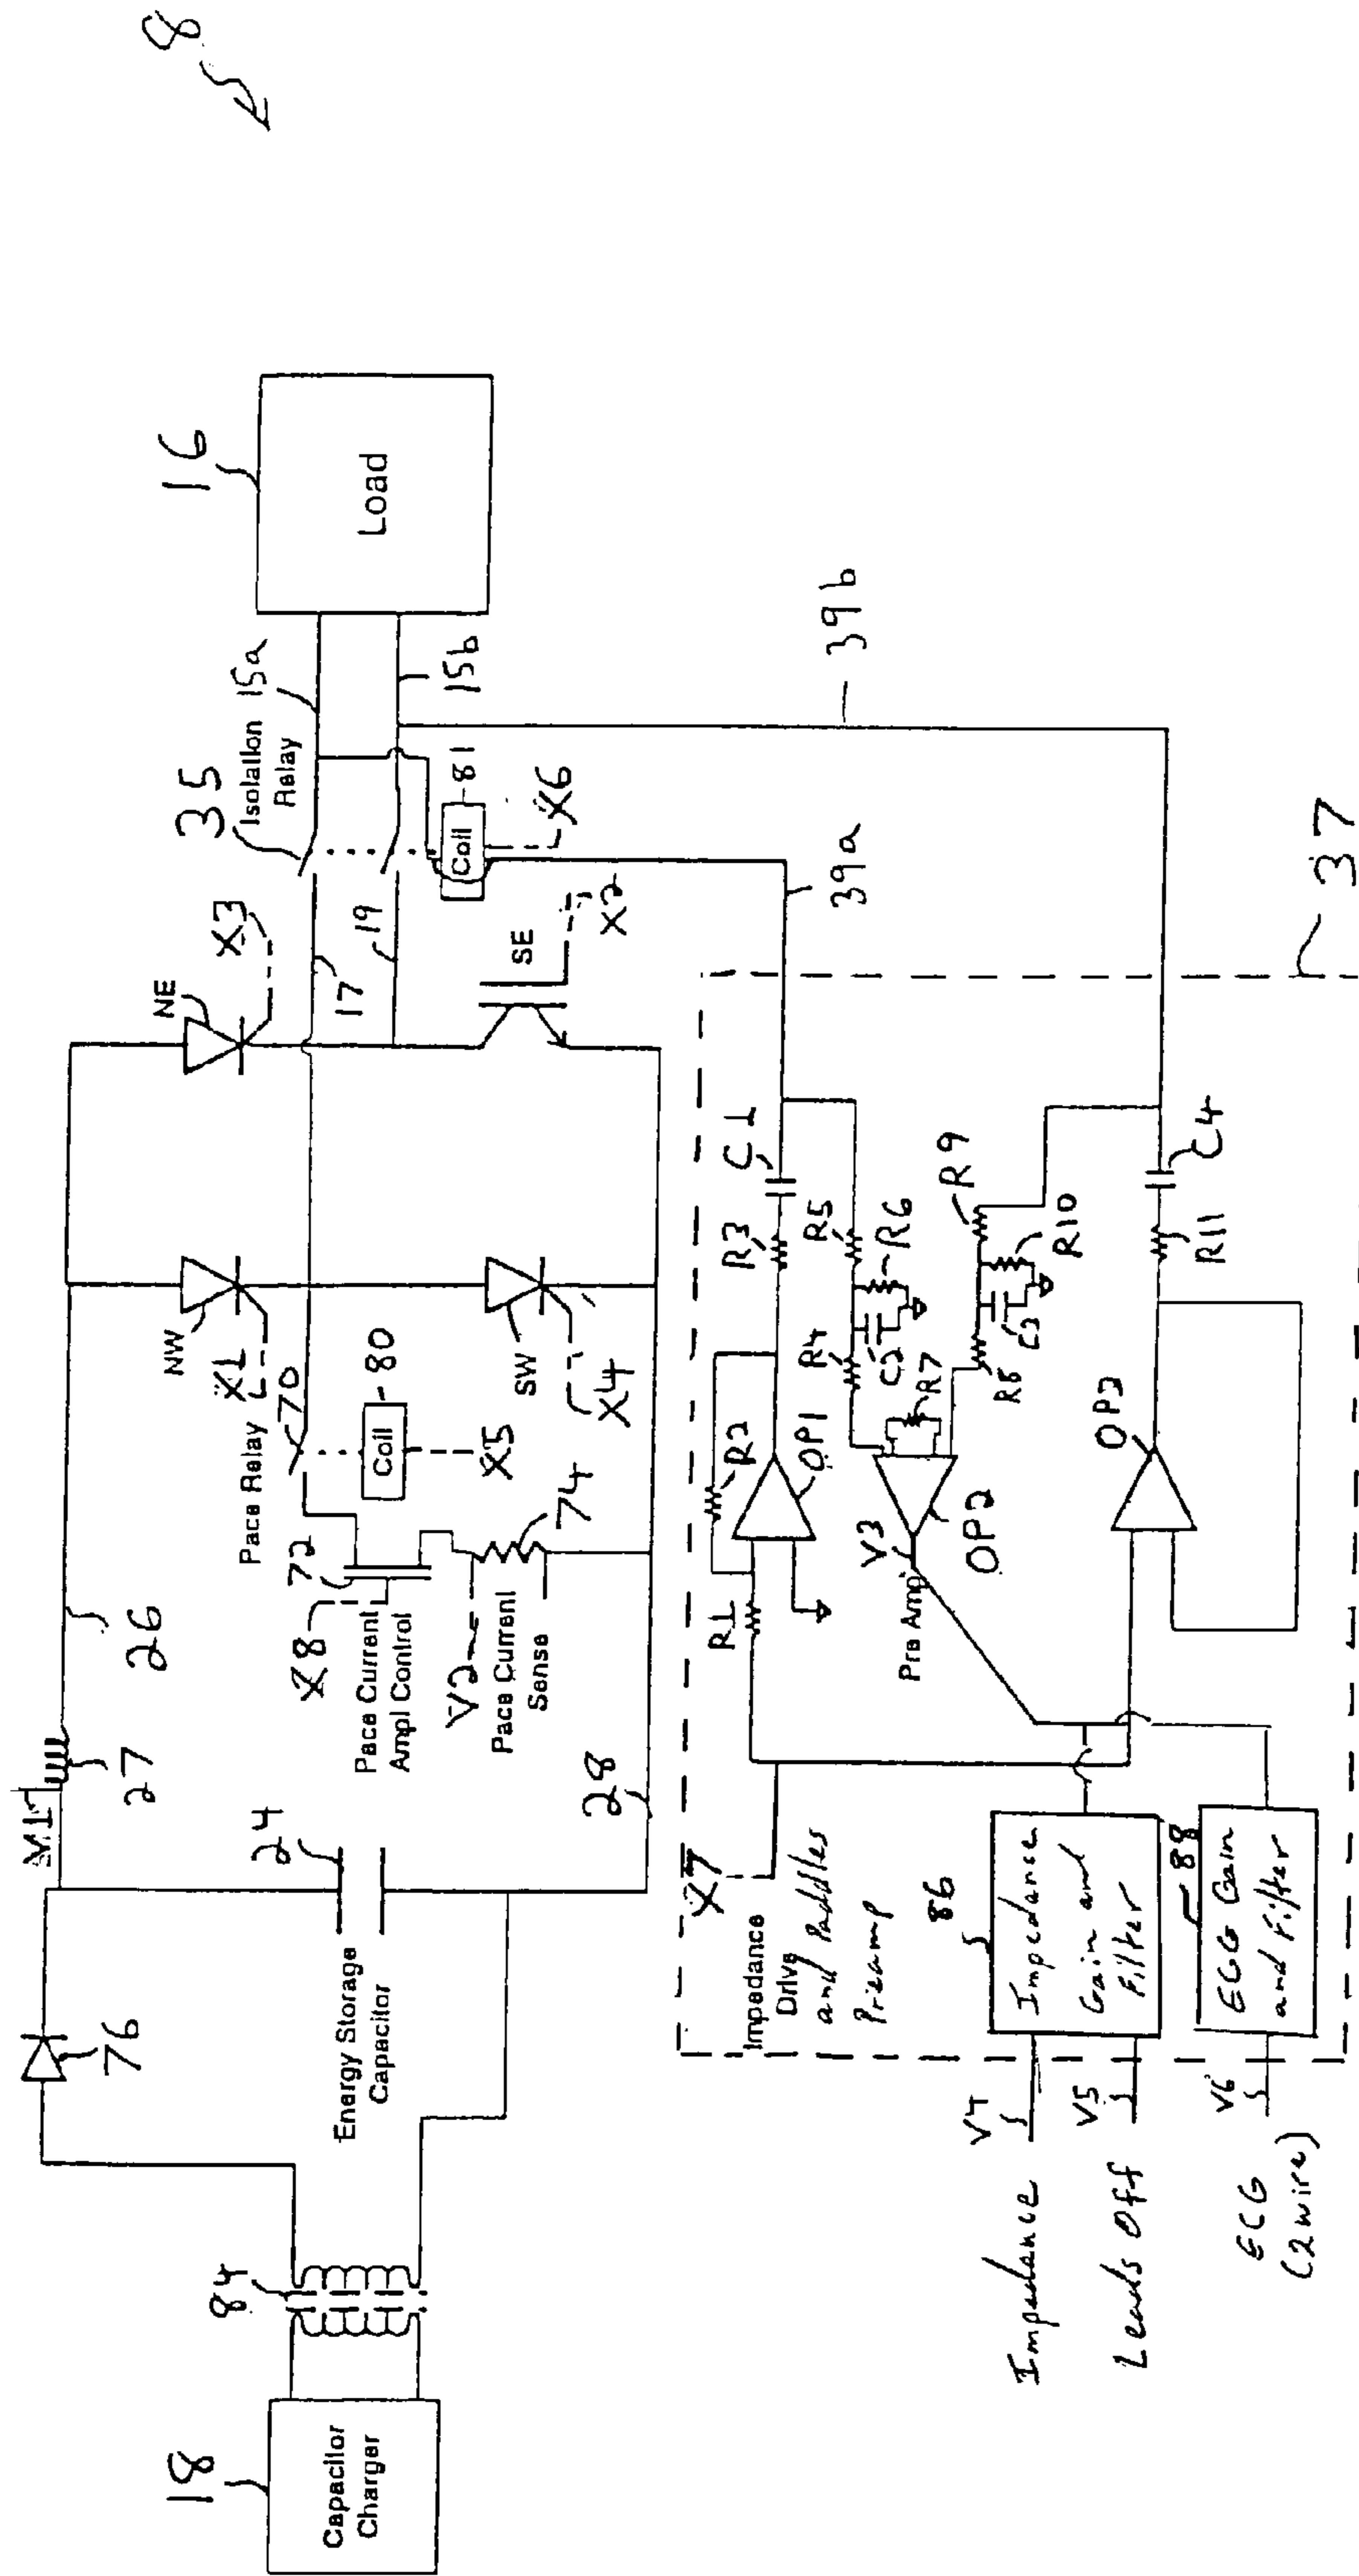 8
18
Capacitor
Charger
84
76
Energy Storage
Capacitor
24
27
26
28
Pace Relay
70
72
X8
Pace Current
Ampl Control
V2
Pace Current
Sense
74
Coil
80
X5
NW
X1
SW
X4
NE
X3
SE
X2
17
19
35
Isolation
Relay
15a
15b
Coil
81
X6
16
Load
39a
39b
37
X7
Impedance
Drive
and Paddles
Preamp
R1
R2
OP1
R3
C1
V3
Pre Amp
OP2
R4
R5
R6
C2
R7
R8
R9
R10
C3
OP3
R11
C4
86
Impedance
Gain and
Filter
88
ECG Gain
and Filter
Impedance
V4
Leads Off
V5
ECG
(2 wire)
V6